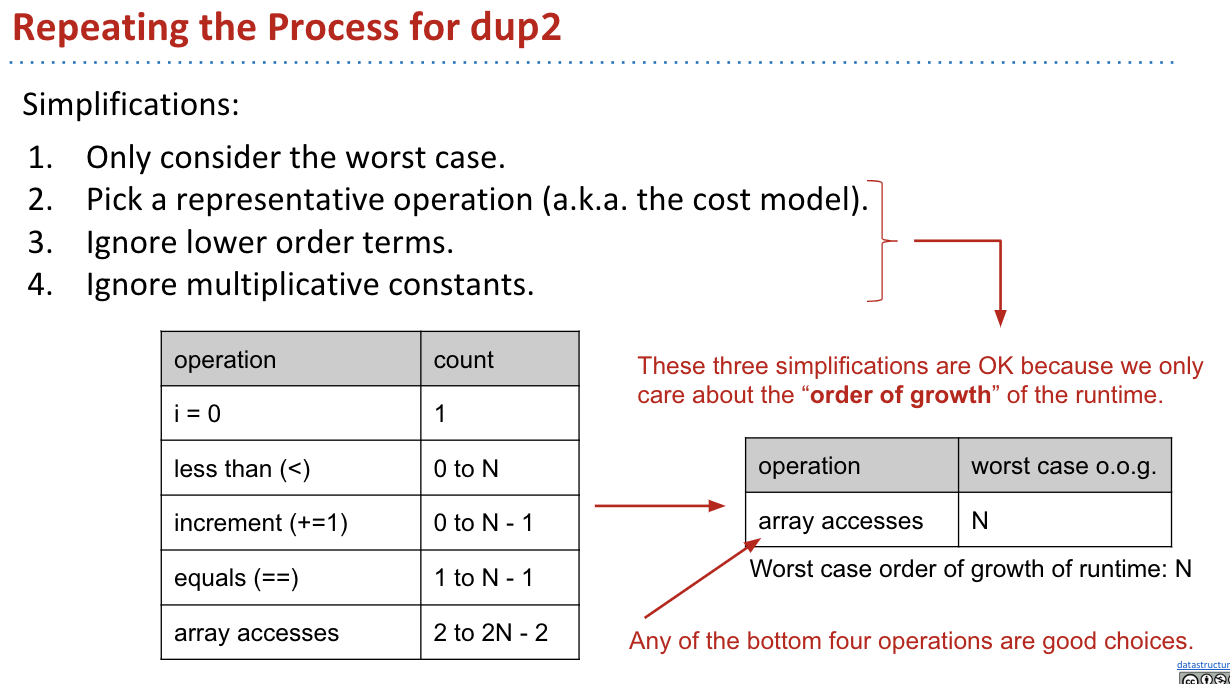 Repeating the Process for dup2
Simplifications:
1. Only consider the worst case.
2. Pick a representative operation (a.k.a. the cost model).
3. Ignore lower order terms.
4. Ignore multiplicative constants.
These three simplifications are OK because we only
care about the “order of growth” of the runtime.
operation count
i = 0 1
less than (<) 0 to N
increment (+=1) 0 to N - 1
equals (==) 1 to N - 1
array accesses 2 to 2N - 2
operation worst case o.o.g.
array accesses N
Worst case order of growth of runtime: N
Any of the bottom four operations are good choices.
datastructur